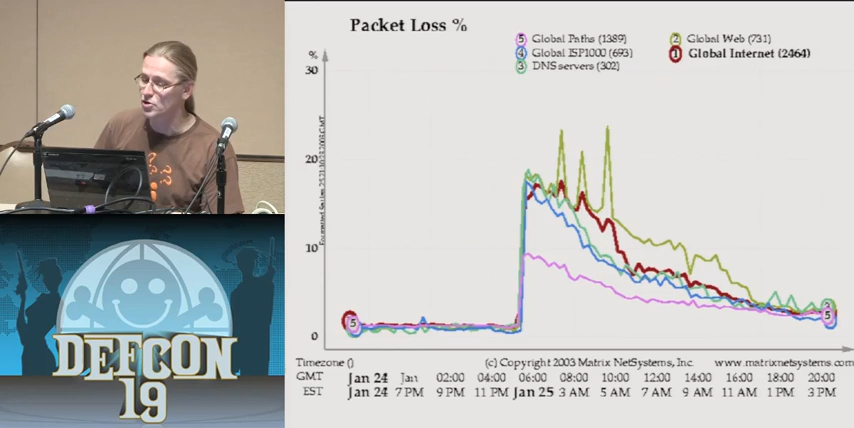 Packet Loss %
5 Global Paths (1389)
2 Global Web (731)
4 Global ISP1000 (693)
1 Global Internet (2464)
3 DNS servers (302)
%
30
20
10
0
5
5
Timezone () (c) Copyright 2003 Matrix NetSystems, Inc. www.matrixnetsystems.com
GMT Jan 24 Jan 02:00 04:00 06:00 08:00 10:00 12:00 14:00 16:00 18:00 20:00
EST Jan 24 7 PM 9 PM 11 PM Jan 25 3 AM 5 AM 7 AM 9 AM 11 AM 1 PM 3 PM
DEFCON
19